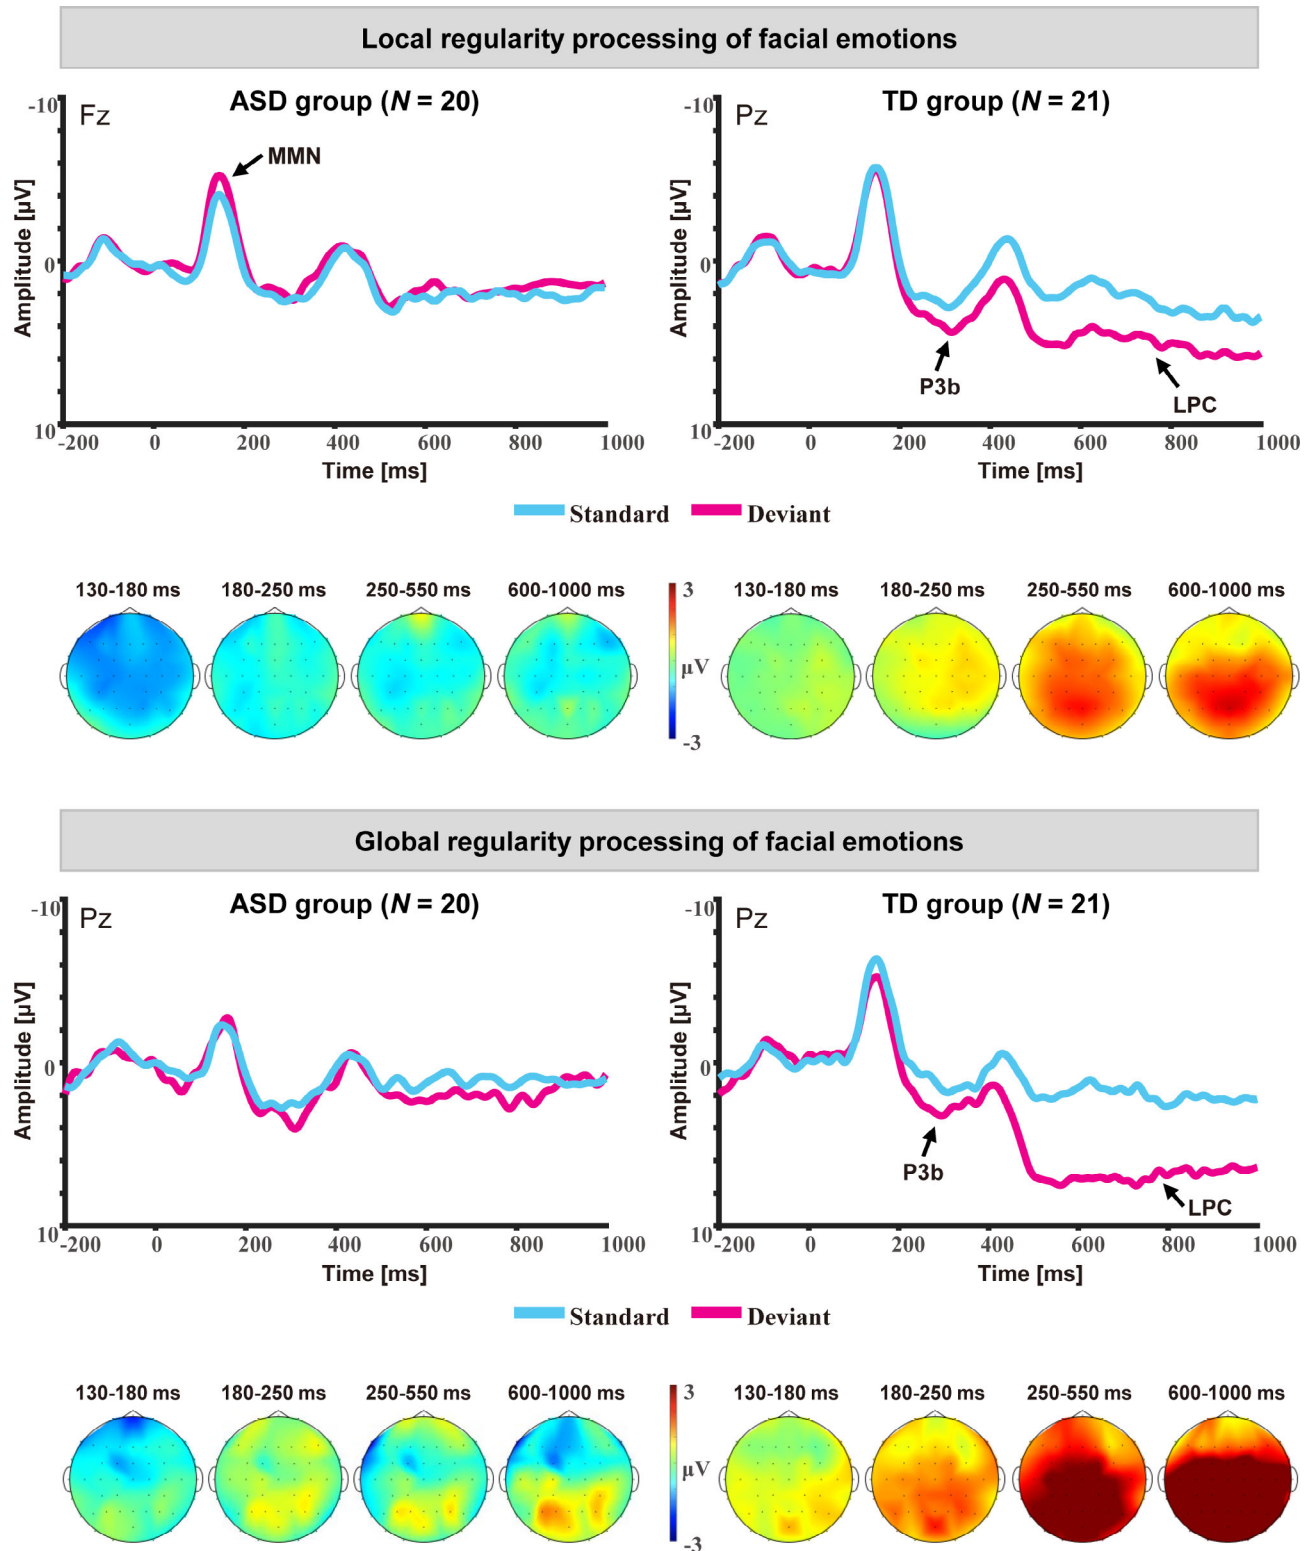 Local regularity processing of facial emotions
ASD group (N = 20)
TD group (N = 21)
Fz
Pz
-10
0
10
Amplitude [μV]
MMN
-200 0 200 400 600 800 1000
Time [ms]
-10
0
10
Amplitude [μV]
P3b
LPC
-200 0 200 400 600 800 1000
Time [ms]
Standard Deviant
130-180 ms 180-250 ms 250-550 ms 600-1000 ms
3
μV
-3
130-180 ms 180-250 ms 250-550 ms 600-1000 ms
Global regularity processing of facial emotions
ASD group (N = 20)
TD group (N = 21)
Pz
Pz
-10
0
10
Amplitude [μV]
-200 0 200 400 600 800 1000
Time [ms]
-10
0
10
Amplitude [μV]
P3b
LPC
-200 0 200 400 600 800 1000
Time [ms]
Standard Deviant
130-180 ms 180-250 ms 250-550 ms 600-1000 ms
3
μV
-3
130-180 ms 180-250 ms 250-550 ms 600-1000 ms